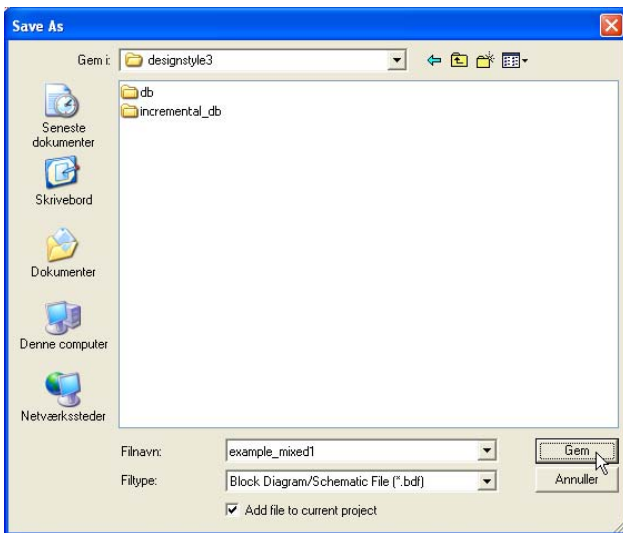 Save As
Gem i:
designstyle3
db
incremental_db
Seneste
dokumenter
Skrivebord
Dokumenter
Denne computer
Netværkssteder
Filnavn:
example_mixed1
Gem
Filtype:
Block Diagram/Schematic File (*.bdf)
Annuller
Add file to current project